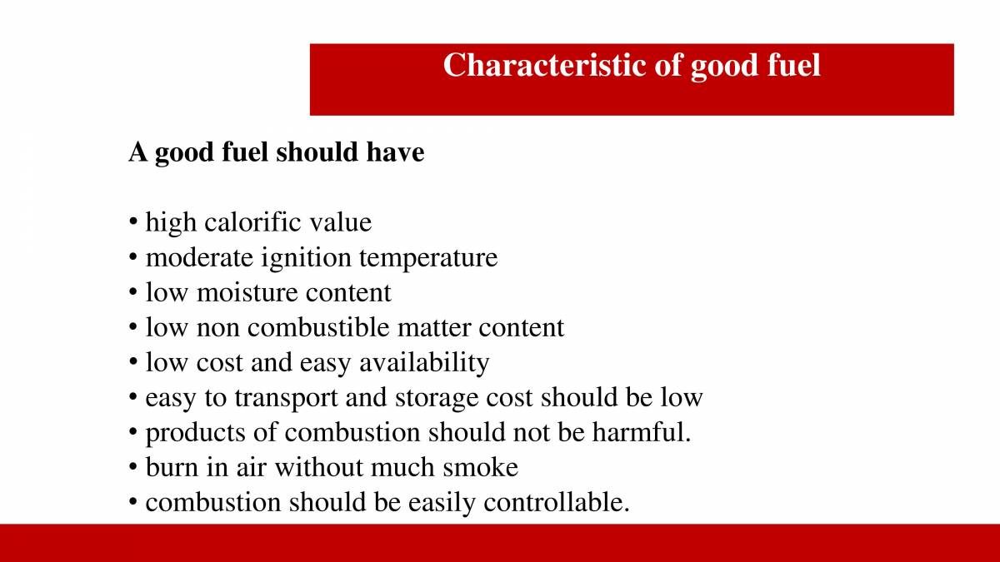 Characteristic of good fuel
A good fuel should have
• high calorific value
• moderate ignition temperature
• low moisture content
• low non combustible matter content
• low cost and easy availability
• easy to transport and storage cost should be low
• products of combustion should not be harmful.
• burn in air without much smoke
• combustion should be easily controllable.